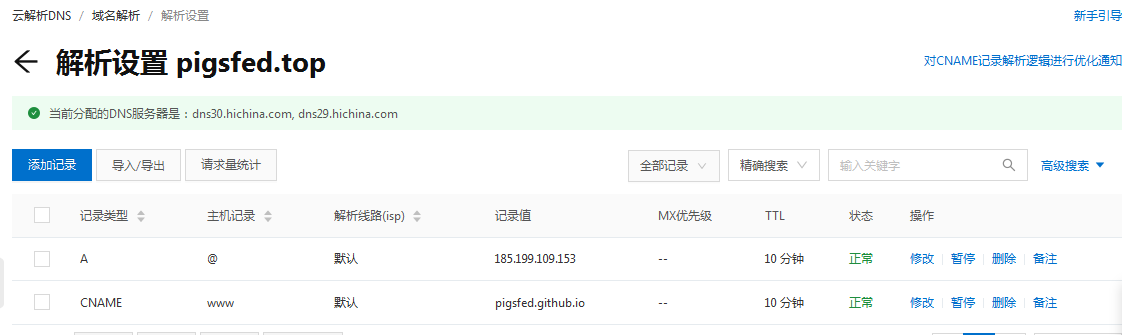 云解析DNS / 域名解析 / 解析设置 新手引导
← 解析设置 pigsfed.top 对CNAME记录解析逻辑进行优化通知
当前分配的DNS服务器是：dns30.hichina.com, dns29.hichina.com
添加记录 导入/导出 请求量统计 全部记录 精确搜索 输入关键字 高级搜索
记录类型 主机记录 解析线路(isp) 记录值 MX优先级 TTL 状态 操作
A @ 默认 185.199.109.153 -- 10 分钟 正常 修改 暂停 删除 备注
CNAME www 默认 pigsfed.github.io -- 10 分钟 正常 修改 暂停 删除 备注